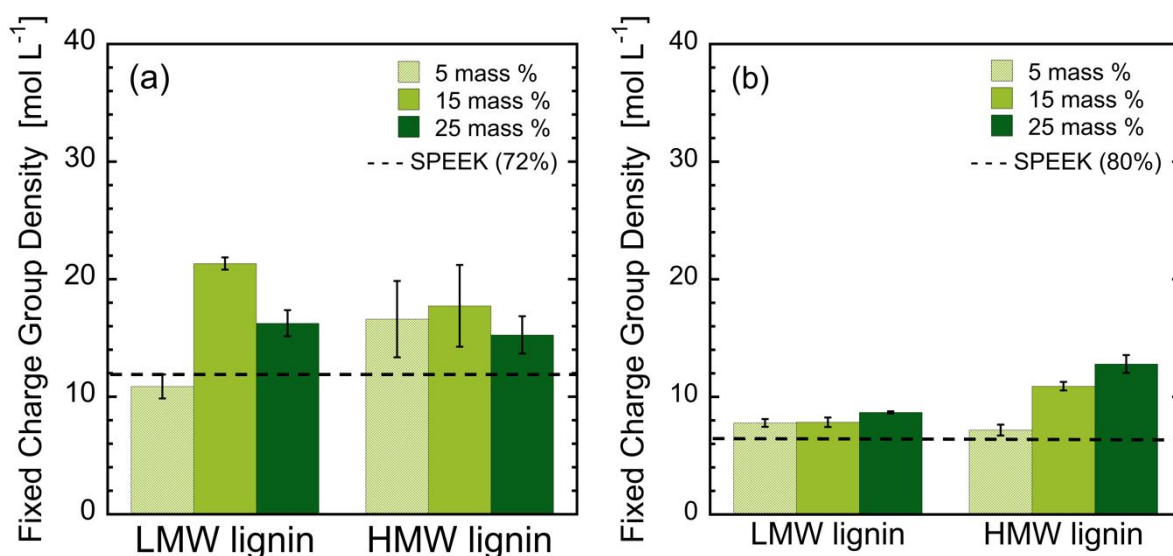 Fixed Charge Group Density [mol L⁻¹]
40
30
20
10
0
(a)
5 mass %
15 mass %
25 mass %
SPEEK (72%)
LMW lignin
HMW lignin
Fixed Charge Group Density [mol L⁻¹]
40
30
20
10
0
(b)
5 mass %
15 mass %
25 mass %
SPEEK (80%)
LMW lignin
HMW lignin